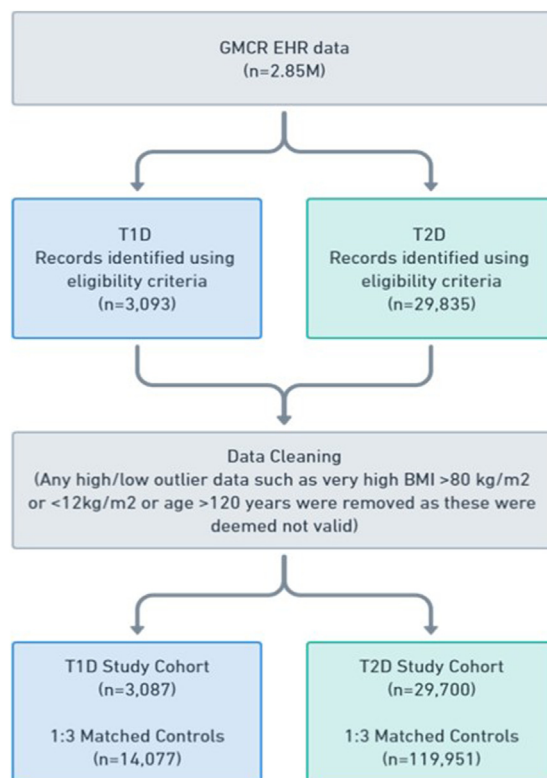 GMCR EHR data
(n=2.85M)
T1D
Records identified using
eligibility criteria
(n=3,093)
T2D
Records identified using
eligibility criteria
(n=29,835)
Data Cleaning
(Any high/low outlier data such as very high BMI >80 kg/m2
or <12kg/m2 or age >120 years were removed as these were
deemed not valid)
T1D Study Cohort
(n=3,087)
1:3 Matched Controls
(n=14,077)
T2D Study Cohort
(n=29,700)
1:3 Matched Controls
(n=119,951)